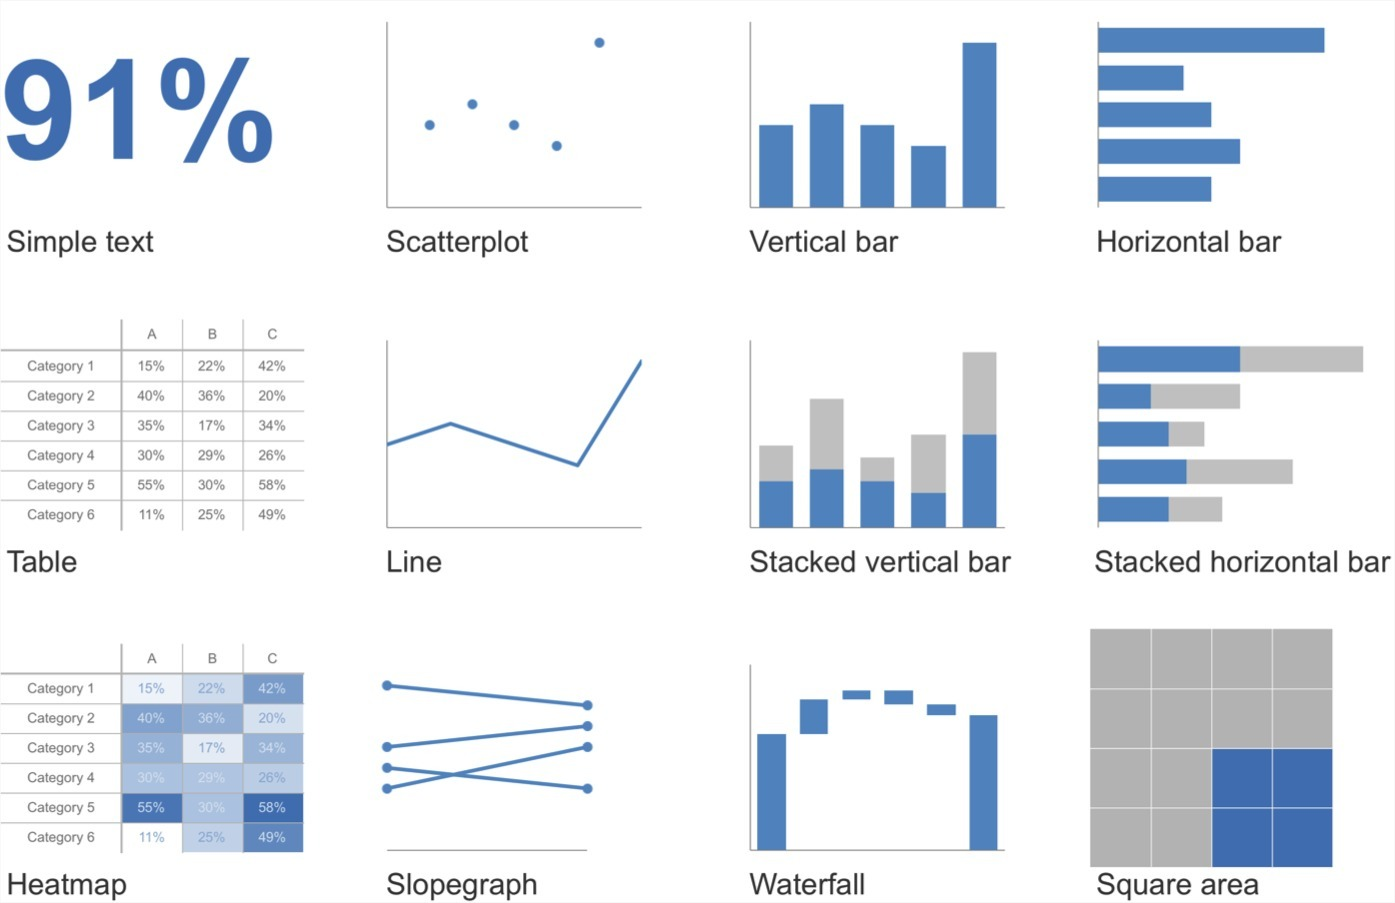 91%
Simple text
Scatterplot
Vertical bar
Horizontal bar
A B C
Category 1 15% 22% 42%
Category 2 40% 36% 20%
Category 3 35% 17% 34%
Category 4 30% 29% 26%
Category 5 55% 30% 58%
Category 6 11% 25% 49%
Table
Line
Stacked vertical bar
Stacked horizontal bar
A B C
Category 1 15% 22% 42%
Category 2 40% 36% 20%
Category 3 35% 17% 34%
Category 4 30% 29% 26%
Category 5 55% 30% 58%
Category 6 11% 25% 49%
Heatmap
Slopegraph
Waterfall
Square area